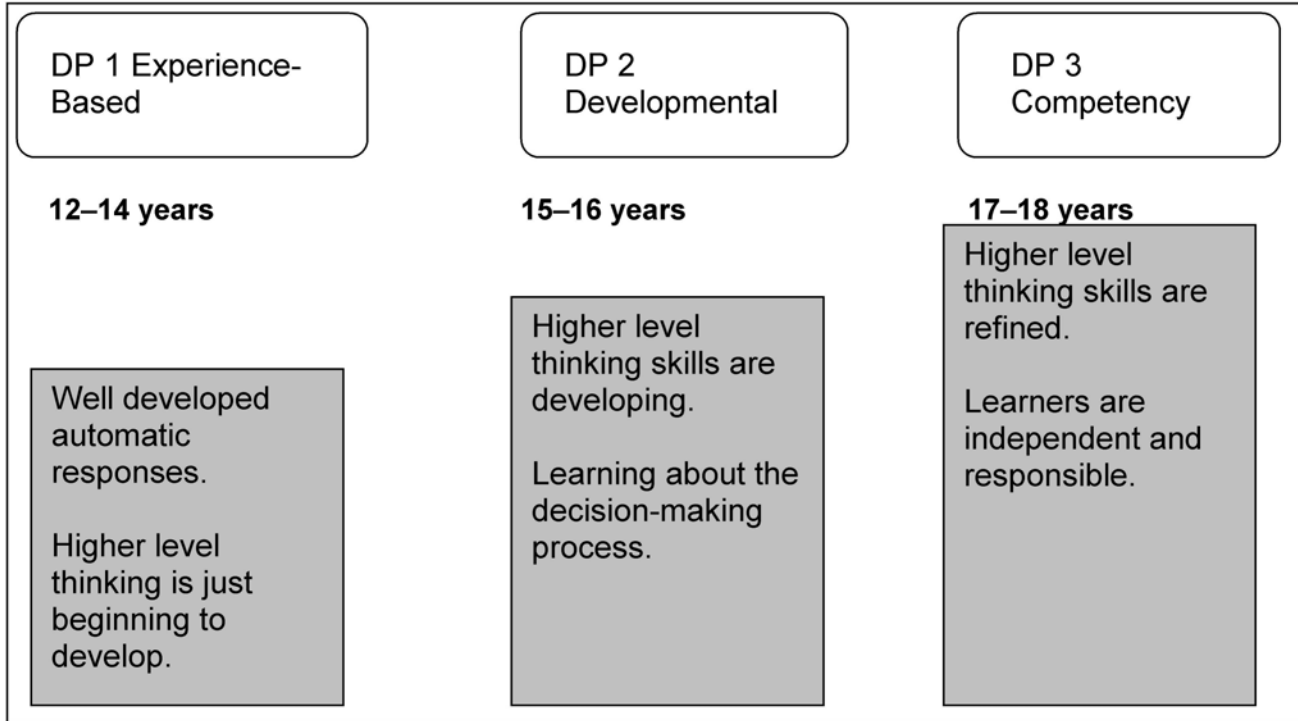 DP 1 Experience-
Based
12–14 years
Well developed
automatic
responses.
Higher level
thinking is just
beginning to
develop.
DP 2
Developmental
15–16 years
Higher level
thinking skills are
developing.
Learning about the
decision-making
process.
DP 3
Competency
17–18 years
Higher level
thinking skills are
refined.
Learners are
independent and
responsible.